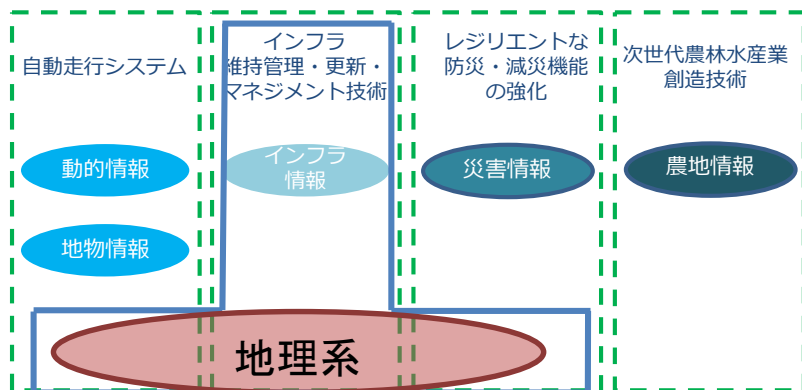 自動走行システム
インフラ
維持管理・更新・
マネジメント技術
レジリエントな
防災・減災機能
の強化
次世代農林水産業
創造技術
動的情報
インフラ
情報
災害情報
農地情報
地物情報
地理系